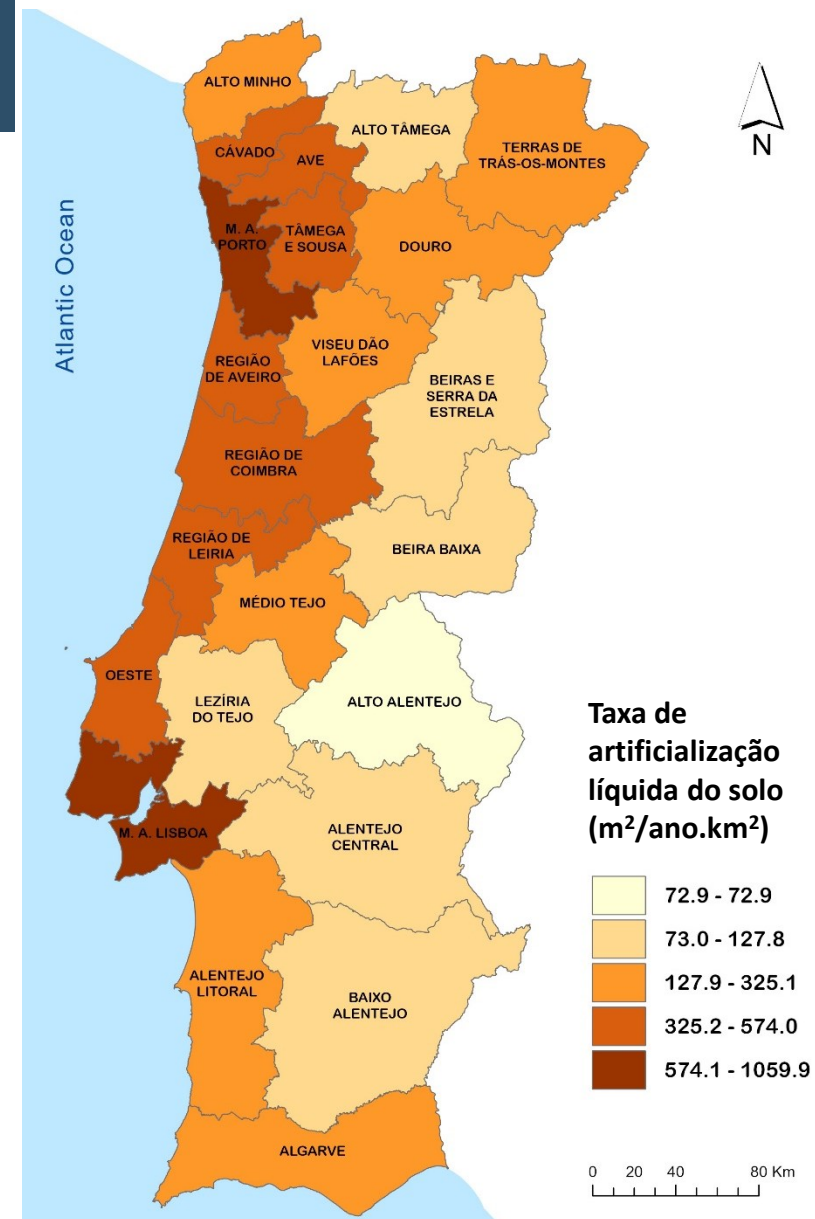 ALTO MINHO
ALTO TÂMEGA
TERRAS DE
TRÁS-OS-MONTES
N
CÁVADO
AVE
M. A.
PORTO
TÂMEGA
E SOUSA
DOURO
Atlantic Ocean
VISEU DÃO
LAFÕES
REGIÃO
DE AVEIRO
BEIRAS E
SERRA DA
ESTRELA
REGIÃO DE
COIMBRA
REGIÃO DE
LEIRIA
BEIRA BAIXA
MÉDIO TEJO
OESTE
LEZÍRIA
DO TEJO
ALTO ALENTEJO
M. A. LISBOA
ALENTEJO
CENTRAL
ALENTEJO
LITORAL
BAIXO
ALENTEJO
ALGARVE
Taxa de
artificialização
líquida do solo
(m²/ano.km²)
72.9 - 72.9
73.0 - 127.8
127.9 - 325.1
325.2 - 574.0
574.1 - 1059.9
0 20 40 80 Km